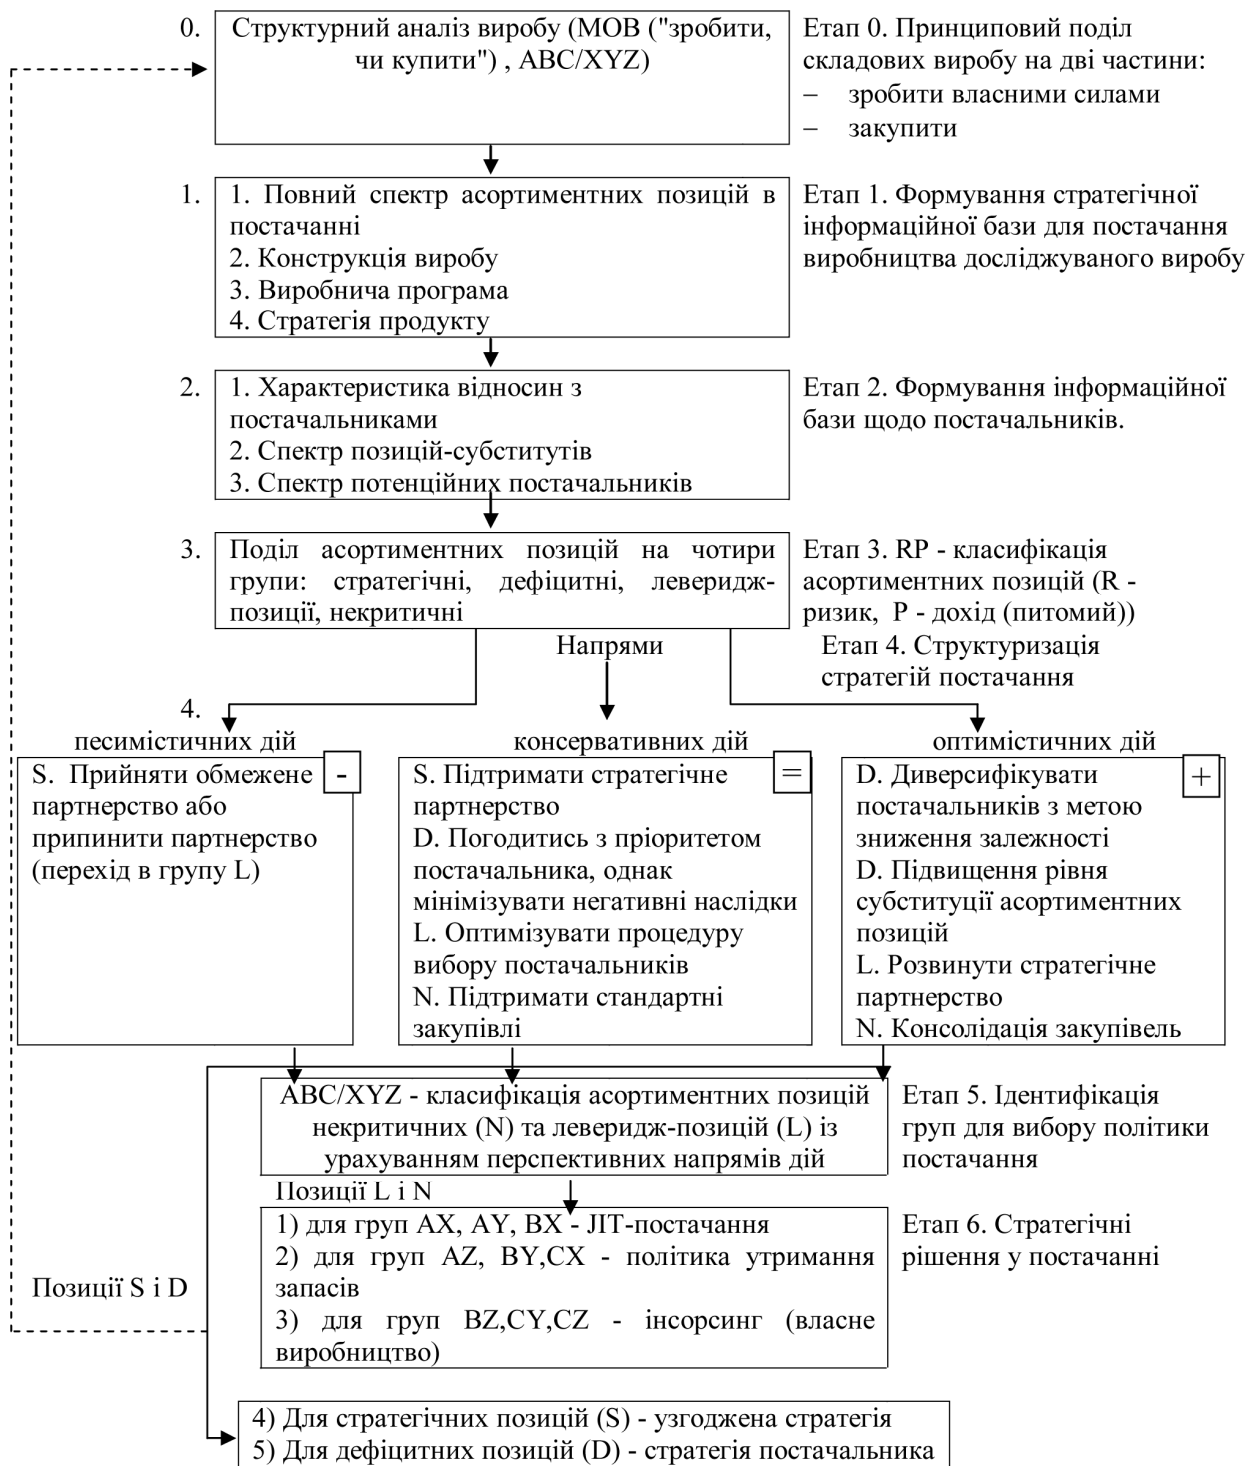 0.
Структурний аналіз виробу (МОВ ("зробити,
чи купити") , ABC/XYZ)
Етап 0. Принциповий поділ
складових виробу на дві частини:
– зробити власними силами
– закупити
1.
1. Повний спектр асортиментних позицій в
постачанні
2. Конструкція виробу
3. Виробнича програма
4. Стратегія продукту
Етап 1. Формування стратегічної
інформаційної бази для постачання
виробництва досліджуваного виробу
2.
1. Характеристика відносин з
постачальниками
2. Спектр позицій-субститутів
3. Спектр потенційних постачальників
Етап 2. Формування інформаційної
бази щодо постачальників.
3.
Поділ асортиментних позицій на чотири
групи: стратегічні, дефіцитні, леверидж-
позиції, некритичні
Етап 3. RP - класифікація
асортиментних позицій (R -
ризик, P - дохід (питомий))
Напрями
Етап 4. Структуризація
стратегій постачання
4.
песимістичних дій
S. Прийняти обмежене
партнерство або
припинити партнерство
(перехід в групу L)
-
консервативних дій
S. Підтримати стратегічне
партнерство
D. Погодитись з пріоритетом
постачальника, однак
мінімізувати негативні наслідки
L. Оптимізувати процедуру
вибору постачальників
N. Підтримати стандартні
закупівлі
=
оптимістичних дій
D. Диверсифікувати
постачальників з метою
зниження залежності
D. Підвищення рівня
субституції асортиментних
позицій
L. Розвинути стратегічне
партнерство
N. Консолідація закупівель
+
ABC/XYZ - класифікація асортиментних позицій
некритичних (N) та леверидж-позицій (L) із
урахуванням перспективних напрямів дій
Етап 5. Ідентифікація
груп для вибору політики
постачання
Позиції L і N
1) для груп AX, AY, BX - JIT-постачання
2) для груп AZ, BY,CX - політика утримання
запасів
3) для груп BZ,CY,CZ - інсорсинг (власне
виробництво)
Етап 6. Стратегічні
рішення у постачанні
Позиції S і D
4) Для стратегічних позицій (S) - узгоджена стратегія
5) Для дефіцитних позицій (D) - стратегія постачальника